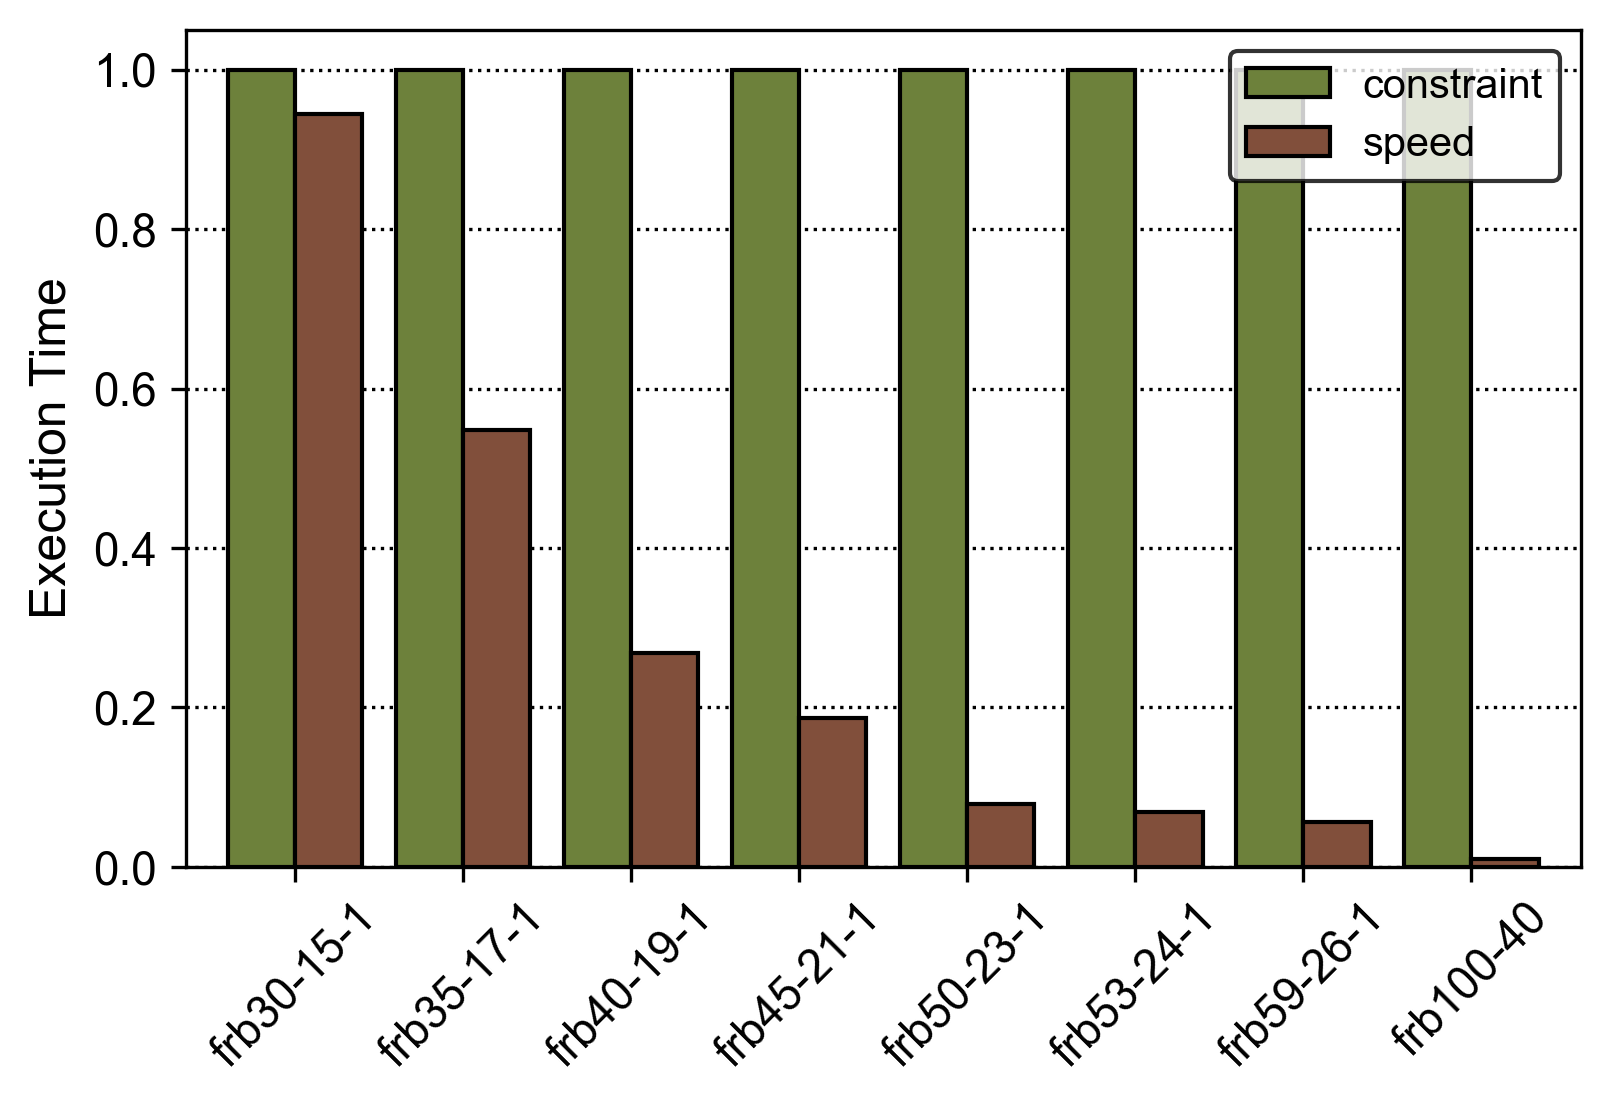 1.0
0.8
0.6
0.4
0.2
0.0
Execution Time
constraint
speed
frb30-15-1
frb35-17-1
frb40-19-1
frb45-21-1
frb50-23-1
frb53-24-1
frb59-26-1
frb100-40